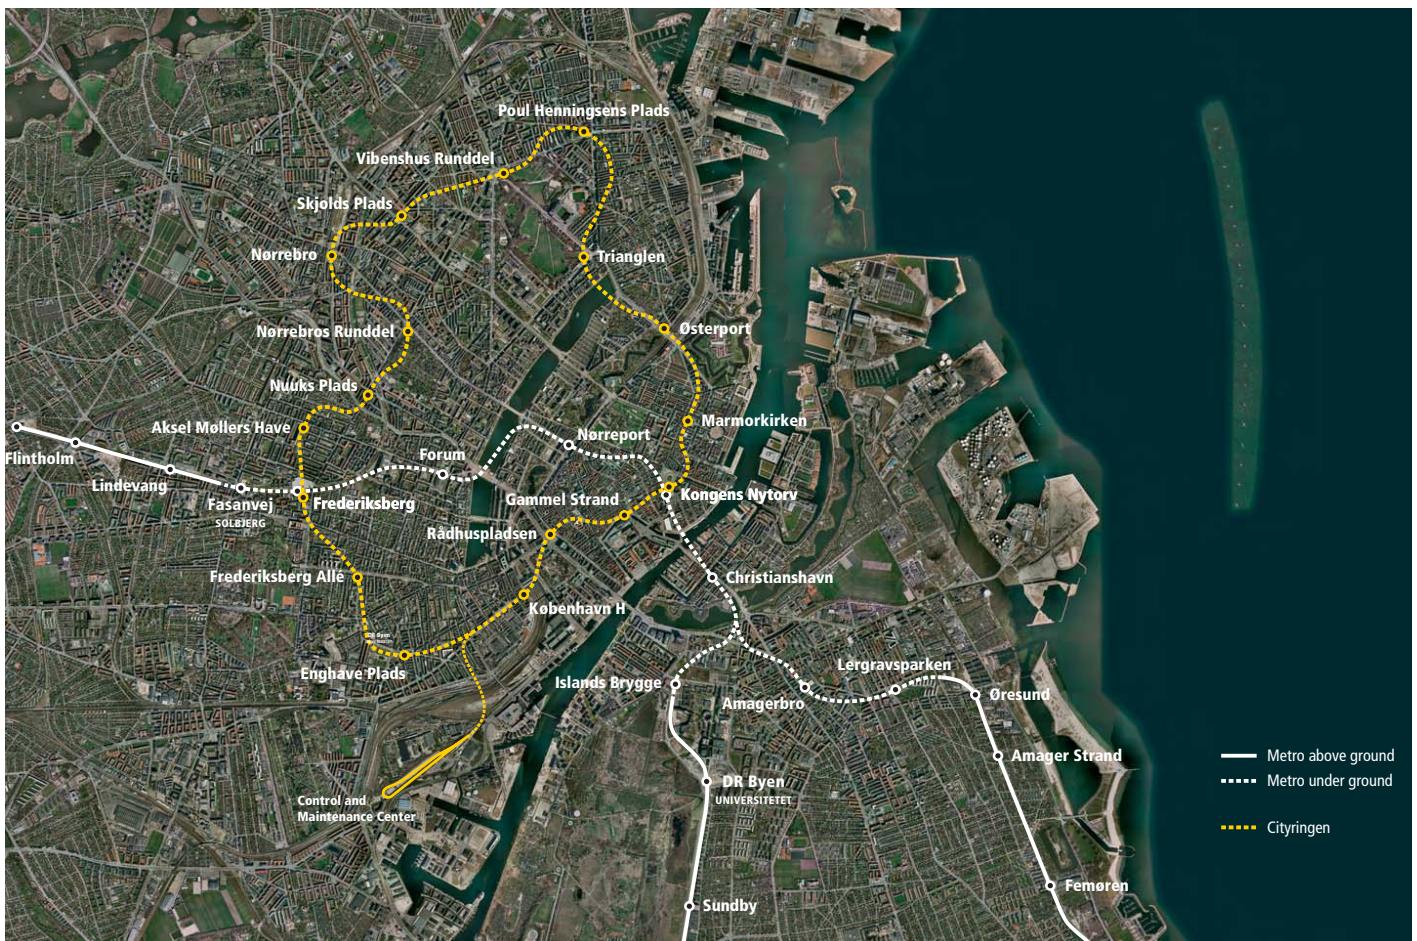 Poul Henningsens Plads
Vibenshus Runddel
Skjolds Plads
Nørrebro
Trianglen
Nørrebros Runddel
Østerport
Nuuks Plads
Aksel Møllers Have
Marmorkirken
Flintholm
Forum
Nørreport
Lindevang
Fasanvej
SOLBJERG
Frederiksberg
Gammel Strand
Kongens Nytorv
Rådhuspladsen
Frederiksberg Allé
Christianshavn
København H
DR Byen
Enghave Plads
Islands Brygge
Lergravsparken
Amagerbro
Øresund
Amager Strand
Metro above ground
Metro under ground
DR Byen
UNIVERSITETET
Control and
Maintenance Center
Cityringen
Femøren
Sundby